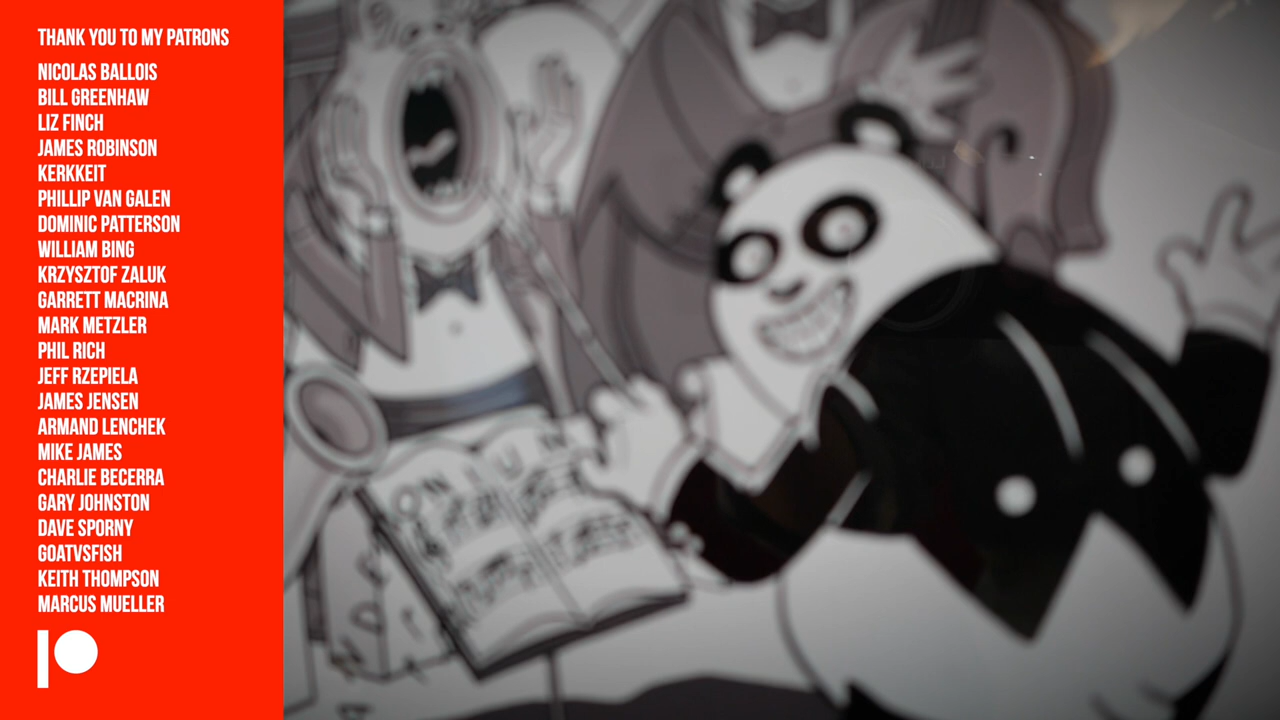 THANK YOU TO MY PATRONS
NICOLAS BALLOIS
BILL GREENHAW
LIZ FINCH
JAMES ROBINSON
KERKKEIT
PHILLIP VAN GALEN
DOMINIC PATTERSON
WILLIAM BING
KRZYSZTOF ZALUK
GARRETT MACRINA
MARK METZLER
PHIL RICH
JEFF RZEPIELA
JAMES JENSEN
ARMAND LENCHEK
MIKE JAMES
CHARLIE BECERRA
GARY JOHNSTON
DAVE SPORNY
GOATVSFISH
KEITH THOMPSON
MARCUS MUELLER